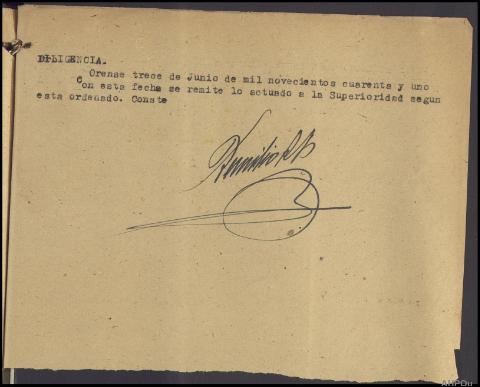 DILIGENCIA.
Orense trece de Junio de mil novecientos cuarenta y uno
Con esta fecha se remite lo actuado a la Superioridad segun
esta ordenado. Conste
AHPOu